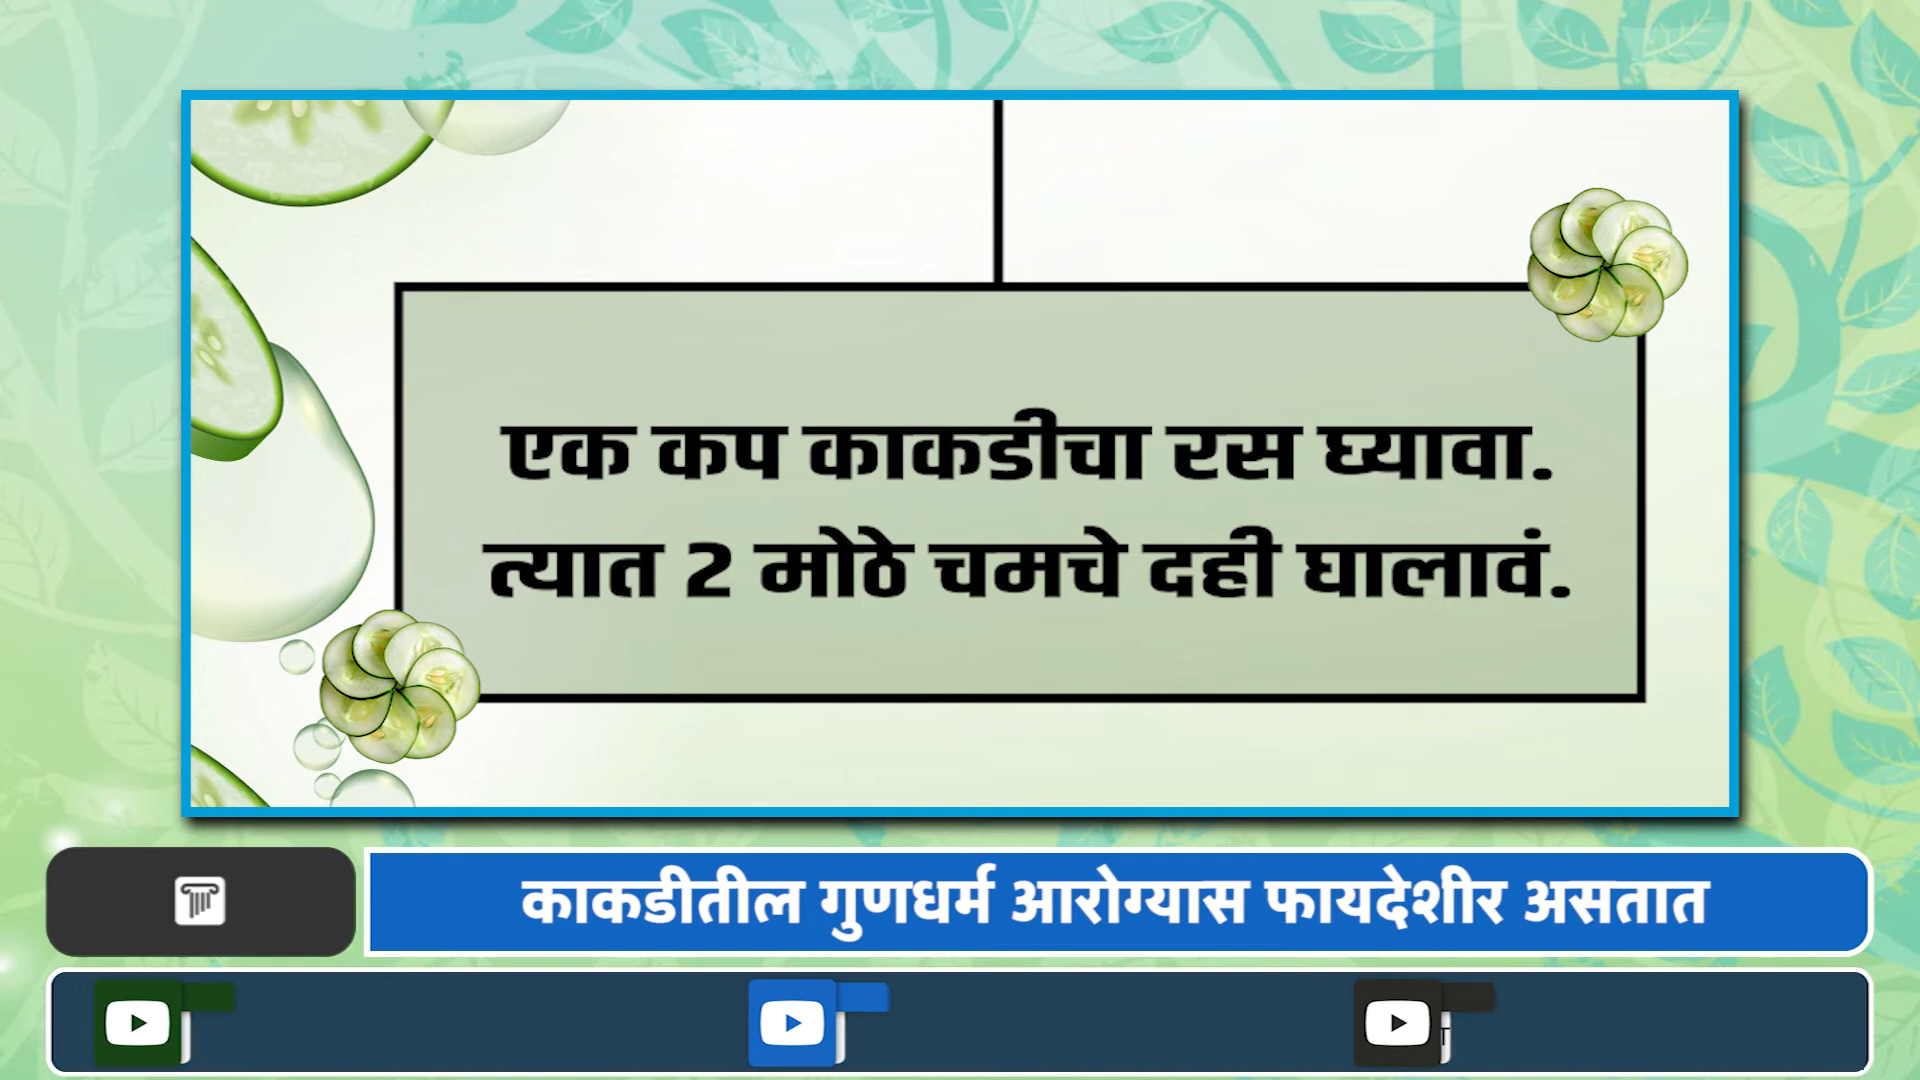 एक कप काकडीचा रस घ्यावा.
त्यात 2 मोठे चमचे दही घालावं.
काकडीतील गुणधर्म आरोग्यास फायदेशीर असतात